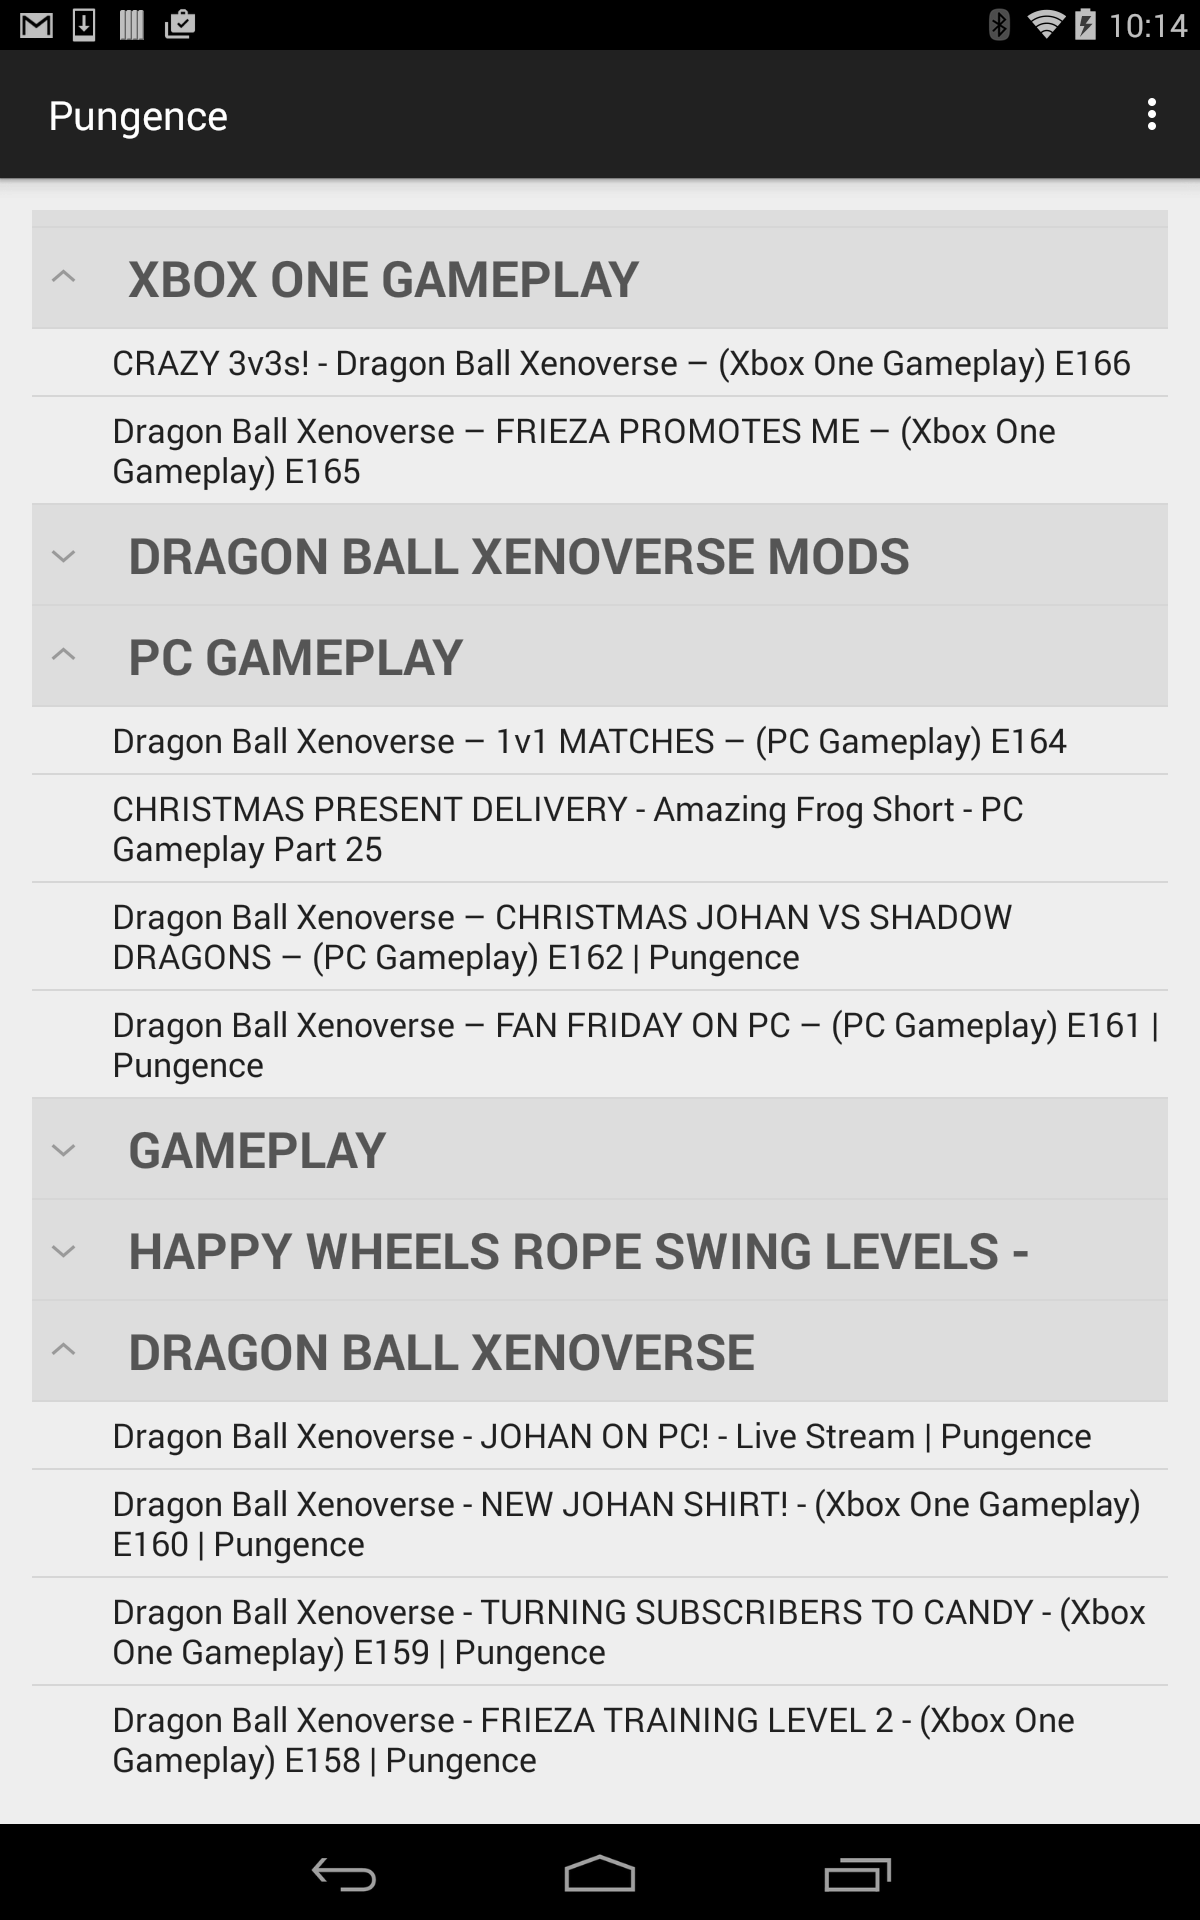 10:14
Pungence
XBOX ONE GAMEPLAY
CRAZY 3v3s! - Dragon Ball Xenoverse – (Xbox One Gameplay) E166
Dragon Ball Xenoverse – FRIEZA PROMOTES ME – (Xbox One
Gameplay) E165
DRAGON BALL XENOVERSE MODS
PC GAMEPLAY
Dragon Ball Xenoverse – 1v1 MATCHES – (PC Gameplay) E164
CHRISTMAS PRESENT DELIVERY - Amazing Frog Short - PC
Gameplay Part 25
Dragon Ball Xenoverse – CHRISTMAS JOHAN VS SHADOW
DRAGONS – (PC Gameplay) E162 | Pungence
Dragon Ball Xenoverse – FAN FRIDAY ON PC – (PC Gameplay) E161 |
Pungence
GAMEPLAY
HAPPY WHEELS ROPE SWING LEVELS -
DRAGON BALL XENOVERSE
Dragon Ball Xenoverse - JOHAN ON PC! - Live Stream | Pungence
Dragon Ball Xenoverse - NEW JOHAN SHIRT! - (Xbox One Gameplay)
E160 | Pungence
Dragon Ball Xenoverse - TURNING SUBSCRIBERS TO CANDY - (Xbox
One Gameplay) E159 | Pungence
Dragon Ball Xenoverse - FRIEZA TRAINING LEVEL 2 - (Xbox One
Gameplay) E158 | Pungence